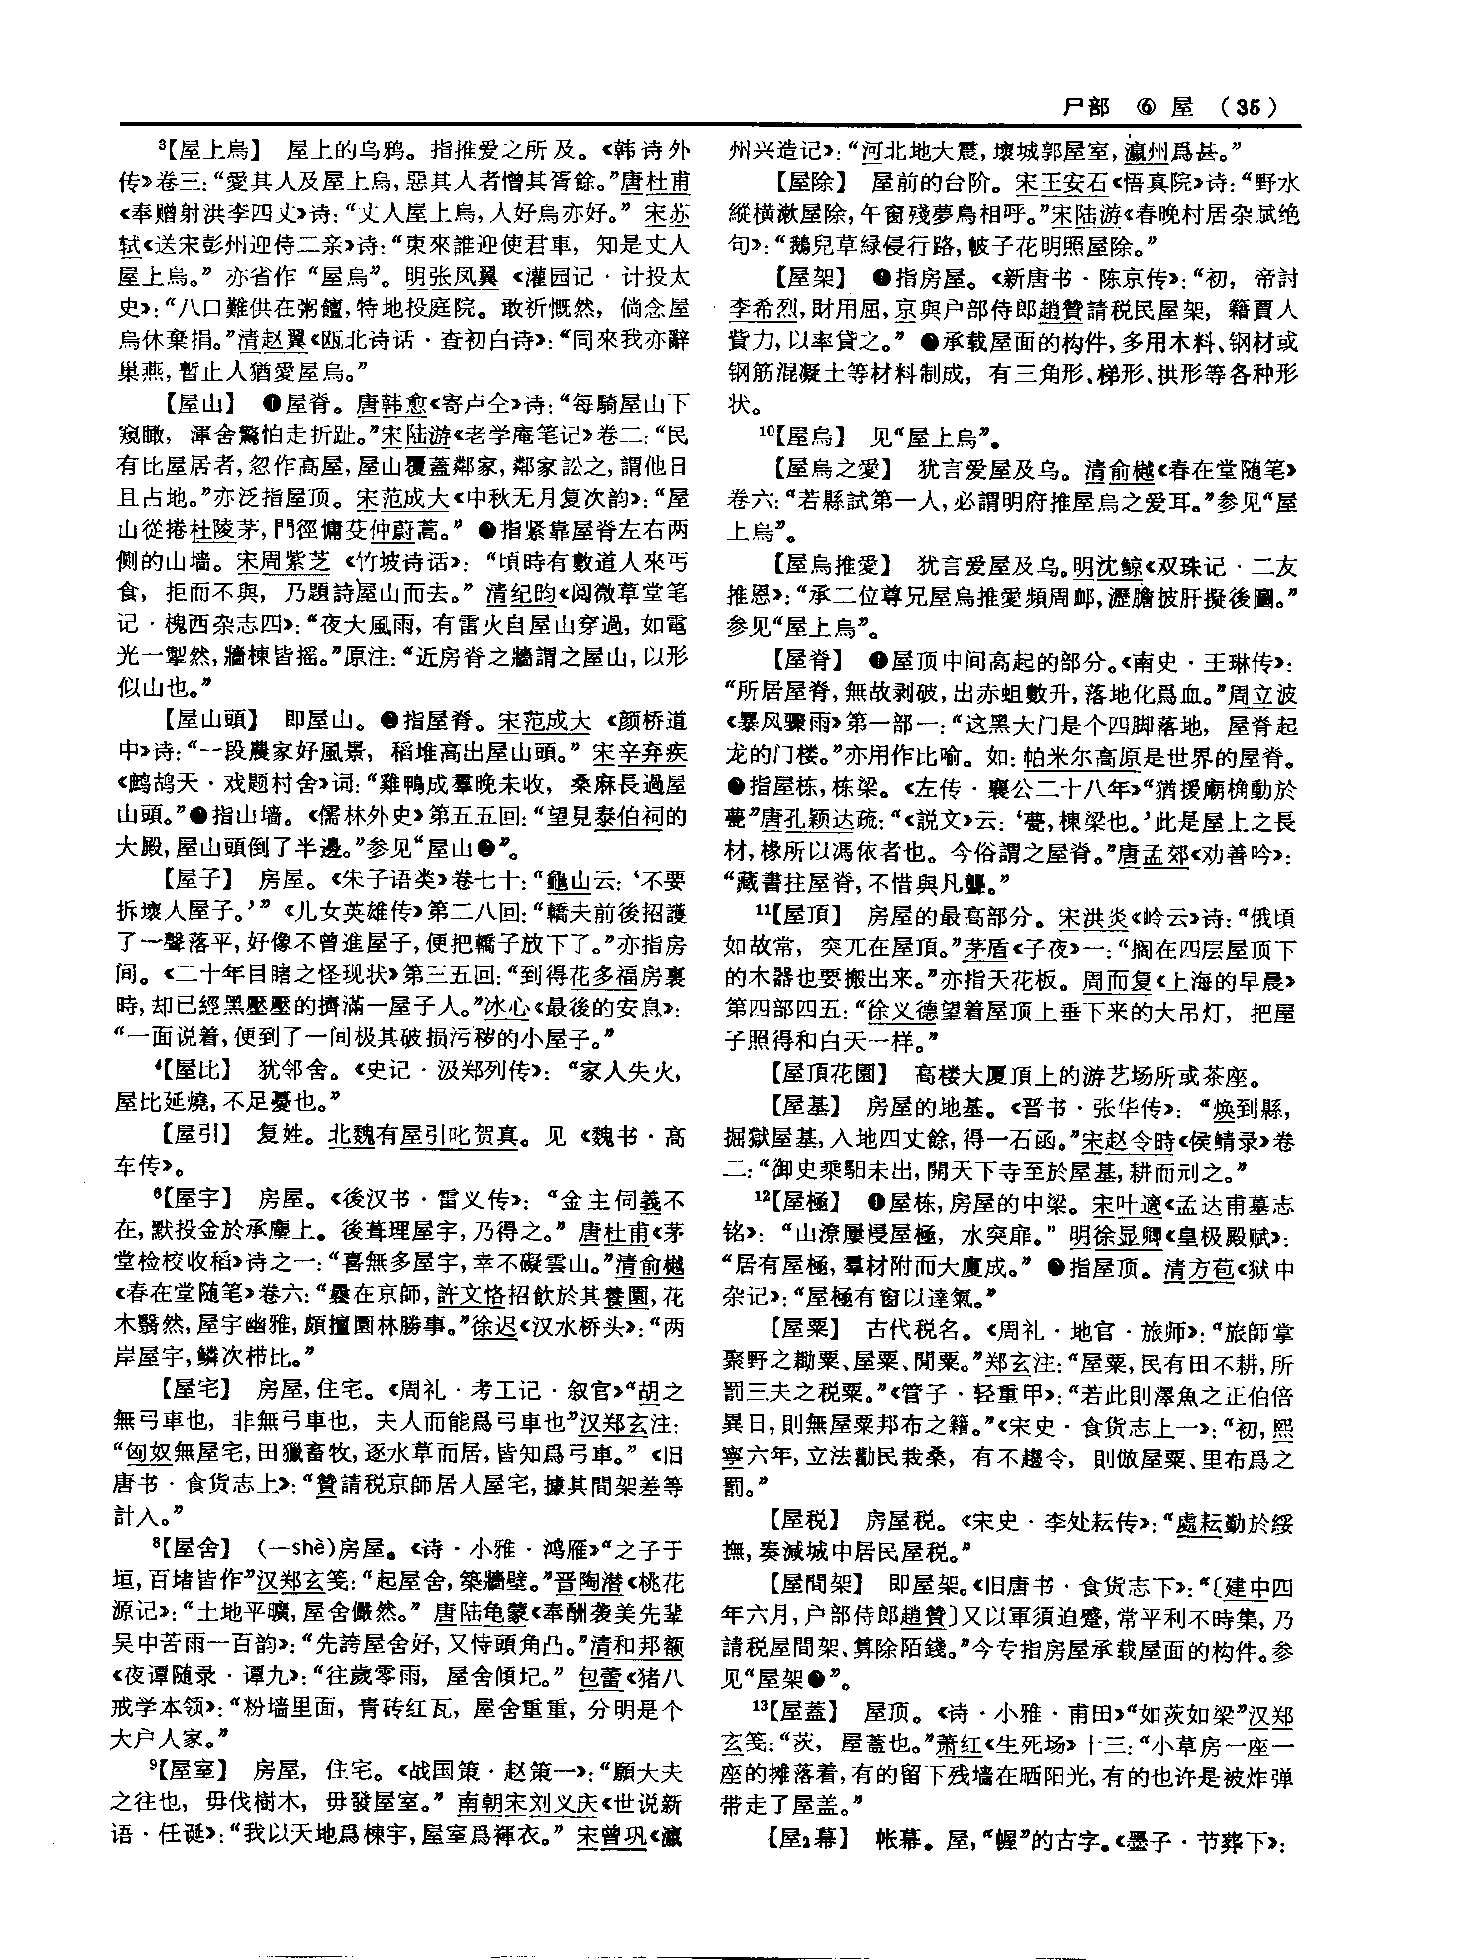 尸部 ⑥ 屋 (35)
³【屋上烏】 屋上的乌鸦。指推爱之所及。《韩诗外
传》卷三:“愛其人及屋上烏,惡其人者憎其胥餘。”唐杜甫
《奉赠射洪李四丈》诗:“丈人屋上烏,人好烏亦好。” 宋苏
轼《送宋彭州迎侍二亲》诗:“東來誰迎使君車, 知是丈人
屋上烏。” 亦省作“屋烏”。明张凤翼《灌园记·计投太
史》:“八口難供在粥饘,特地投庭院。敢祈慨然, 倘念屋
烏休棄捐。”清赵翼《瓯北诗话·查初白诗》:“同來我亦辭
巢燕,暫止人猶愛屋烏。”
【屋山】 ❶屋脊。唐韩愈《寄卢仝》诗:“每騎屋山下
窺瞰, 渾舍驚怕走折趾。”宋陆游《老学庵笔记》卷二:“民
有比屋居者,忽作高屋,屋山覆蓋鄰家,鄰家訟之,謂他日
且占地。”亦泛指屋顶。宋范成大《中秋无月复次韵》:“屋
山從捲杜陵茅,門徑慵芟仲蔚蒿。” ❷指紧靠屋脊左右两
侧的山墙。宋周紫芝《竹坡诗话》:“頃時有數道人來丐
食, 拒而不與, 乃題詩屋山而去。” 清纪昀《阅微草堂笔
记·槐西杂志四》:“夜大風雨,有雷火自屋山穿過,如電
光一掣然,牆棟皆摇。”原注:“近房脊之牆謂之屋山,以形
似山也。”
【屋山頭】 即屋山。❶指屋脊。宋范成大《颜桥道
中》诗:“一段農家好風景, 稻堆高出屋山頭。” 宋辛弃疾
《鹧鸪天·戏题村舍》词:“雞鴨成羣晚未收, 桑麻長過屋
山頭。”❷指山墙。《儒林外史》第五五回:“望見泰伯祠的
大殿,屋山頭倒了半邊。”参见“屋山❷”。
【屋子】 房屋。《朱子语类》卷七十:“龜山云:‘不要
拆壞人屋子。’”《儿女英雄传》第二八回:“轎夫前後招護
了一聲落平,好像不曾進屋子,便把轎子放下了。”亦指房
间。《二十年目睹之怪现状》第三五回:“到得花多福房裏
時,却已經黑壓壓的擠滿一屋子人。”冰心《最後的安息》:
“一面说着,便到了一间极其破损污秽的小屋子。”
⁴【屋比】 犹邻舍。《史记·汲郑列传》:“家人失火,
屋比延燒,不足憂也。”
【屋引】 复姓。北魏有屋引叱贺真。见《魏书·高
车传》。
⁶【屋宇】 房屋。《後汉书·雷义传》:“金主伺義不
在,默投金於承塵上。後葺理屋宇,乃得之。” 唐杜甫《茅
堂检校收稻》诗之一:“喜無多屋宇,幸不礙雲山。”清俞樾
《春在堂随笔》卷六:“曩在京師,許文恪招飲於其養園,花
木翳然,屋宇幽雅,頗擅園林勝事。”徐迟《汉水桥头》:“两
岸屋宇,鳞次栉比。”
【屋宅】 房屋,住宅。《周礼·考工记·叙官》“胡之
無弓車也, 非無弓車也, 夫人而能爲弓車也”汉郑玄注:
“匈奴無屋宅,田獵畜牧,逐水草而居,皆知爲弓車。” 《旧
唐书·食货志上》:“贊請税京師居人屋宅,據其間架差等
計入。”
⁸【屋舍】 (—shè)房屋。《诗·小雅·鸿雁》“之子于
垣,百堵皆作”汉郑玄笺:“起屋舍,築牆壁。”晋陶潜《桃花
源记》:“土地平曠,屋舍儼然。” 唐陆龟蒙《奉酬袭美先辈
吴中苦雨一百韵》:“先誇屋舍好,又恃頭角凸。”清和邦额
《夜谭随录·谭九》:“往歲零雨, 屋舍傾圮。” 包蕾《猪八
戒学本领》:“粉墙里面,青砖红瓦,屋舍重重,分明是个
大户人家。”
⁹【屋室】 房屋, 住宅。《战国策·赵策一》:“願大夫
之往也, 毋伐樹木, 毋發屋室。” 南朝宋刘义庆《世说新
语·任诞》:“我以天地爲棟宇,屋室爲褌衣。” 宋曾巩《瀛
州兴造记》:“河北地大震,壞城郭屋室,瀛州爲甚。”
【屋除】 屋前的台阶。宋王安石《悟真院》诗:“野水
縱横漱屋除,午窗殘夢鳥相呼。”宋陆游《春晚村居杂赋绝
句》:“鵝兒草緑侵行路,帔子花明照屋除。”
【屋架】 ❶指房屋。《新唐书·陈京传》:“初, 帝討
李希烈,財用屈,京與户部侍郎趙贊請税民屋架, 籍賈人
貲力,以率貸之。” ❷承载屋面的构件,多用木料、钢材或
钢筋混凝土等材料制成, 有三角形、梯形、拱形等各种形
状。
¹⁰【屋烏】 见“屋上烏”。
【屋烏之愛】 犹言爱屋及乌。清俞樾《春在堂随笔》
卷六:“若縣試第一人,必謂明府推屋烏之爱耳。”参见“屋
上烏”。
【屋烏推愛】 犹言爱屋及乌。明沈鲸《双珠记·二友
推恩》:“承二位尊兄屋烏推愛頻周卹,瀝膽披肝擬後圖。”
参见“屋上烏”。
【屋脊】 ❶屋顶中间高起的部分。《南史·王琳传》:
“所居屋脊,無故剥破,出赤蛆數升,落地化爲血。”周立波
《暴风骤雨》第一部一:“这黑大门是个四脚落地, 屋脊起
龙的门楼。”亦用作比喻。如:帕米尔高原是世界的屋脊。
❷指屋栋,栋梁。《左传·襄公二十八年》“猶援廟桷動於
甍”唐孔颖达疏:“《説文》云:‘甍,棟梁也。’此是屋上之長
材,椽所以馮依者也。今俗謂之屋脊。”唐孟郊《劝善吟》:
“藏書拄屋脊,不惜與凡聾。”
¹¹【屋頂】 房屋的最高部分。宋洪炎《岭云》诗:“俄頃
如故常, 突兀在屋頂。”茅盾《子夜》一:“搁在四层屋顶下
的木器也要搬出来。”亦指天花板。周而复《上海的早晨》
第四部四五:“徐义德望着屋顶上垂下来的大吊灯, 把屋
子照得和白天一样。”
【屋頂花園】 高楼大厦頂上的游艺场所或茶座。
【屋基】 房屋的地基。《晋书·张华传》:“焕到縣,
掘獄屋基,入地四丈餘,得一石函。”宋赵令畤《侯鲭录》卷
二:“御史乘馹未出,開天下寺至於屋基,耕而刓之。”
¹²【屋極】 ❶屋栋,房屋的中梁。宋叶適《孟达甫墓志
铭》:“山潦屢侵屋極, 水突扉。” 明徐显卿《皇极殿赋》:
“居有屋極,羣材附而大廈成。” ❷指屋顶。清方苞《狱中
杂记》:“屋極有窗以達氣。”
【屋粟】 古代税名。《周礼·地官·旅师》:“旅師掌
聚野之耡粟、屋粟、閒粟。”郑玄注:“屋粟,民有田不耕,所
罰三夫之税粟。”《管子·轻重甲》:“若此則澤魚之正伯倍
異日,則無屋粟邦布之籍。”《宋史·食货志上一》:“初,熙
寧六年,立法勸民栽桑, 有不趨令, 則倣屋粟、里布爲之
罰。”
【屋税】 房屋税。《宋史·李处耘传》:“處耘勤於綏
撫,奏減城中居民屋税。”
【屋間架】 即屋架。《旧唐书·食货志下》:“〔建中四
年六月,户部侍郎趙贊〕又以軍須迫蹙,常平利不時集,乃
請税屋間架、算除陌錢。”今专指房屋承载屋面的构件。参
见“屋架❷”。
¹³【屋蓋】 屋顶。《诗·小雅·甫田》“如茨如梁”汉郑
玄笺:“茨, 屋蓋也。”萧红《生死场》十三:“小草房一座一
座的摊落着,有的留下残墙在晒阳光,有的也许是被炸弹
带走了屋盖。”
【屋₂幕】 帐幕。屋,“幄”的古字。《墨子·节葬下》: